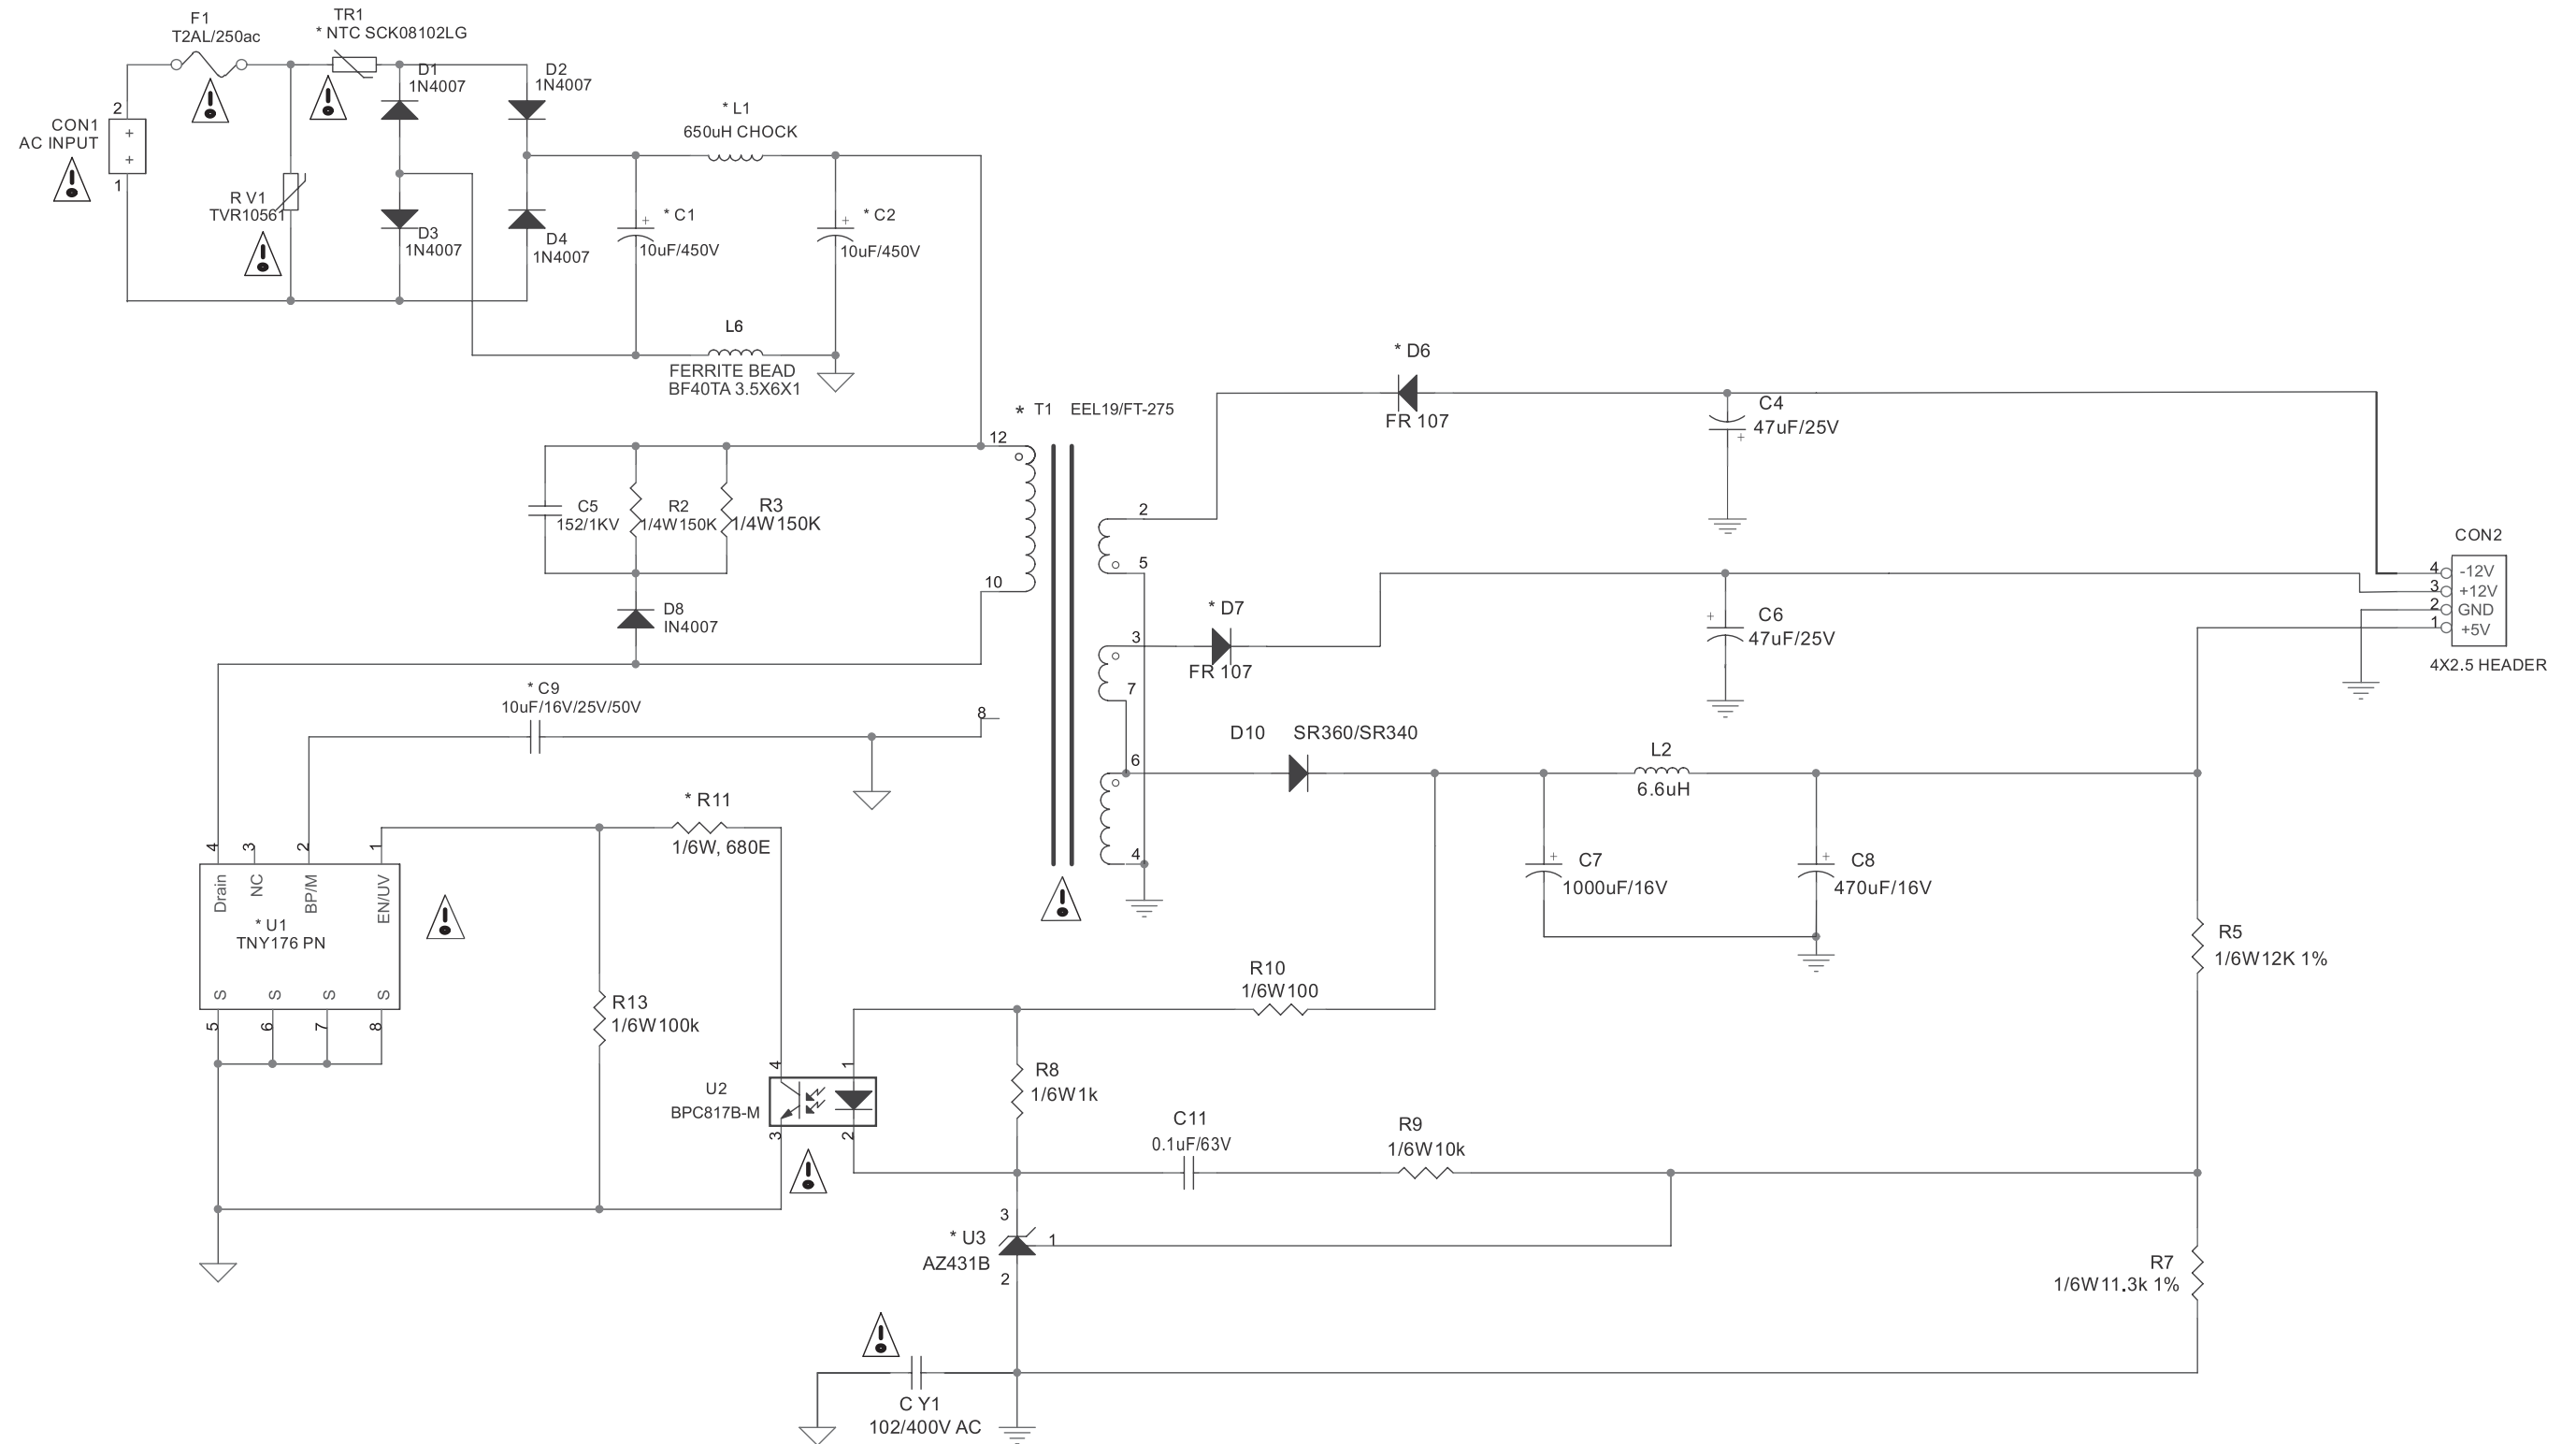 F1
T2AL/250ac
TR1
* NTC SCK08102LG
D1
1N4007
D2
1N4007
2
CON1
AC INPUT
+
+
1
R V1
TVR10561
D3
1N4007
D4
1N4007
* L1
650uH CHOCK
+
* C1
10uF/450V
+
* C2
10uF/450V
L6
FERRITE BEAD
BF40TA 3.5X6X1
* D6
FR 107
C4
47uF/25V
+
* T1 EEL19/FT-275
12
C5
152/1KV
R2
1/4W150K
R3
1/4W150K
2
5
10
D8
IN4007
* D7
FR 107
3
7
+
C6
47uF/25V
CON2
4
-12V
3
+12V
2
GND
1
+5V
4X2.5 HEADER
* C9
10uF/16V/25V/50V
8
6
D10 SR360/SR340
L2
6.6uH
* R11
1/6W, 680E
4
3
2
1
Drain
NC
BP/M
EN/UV
* U1
TNY176 PN
S
S
S
S
5
6
7
8
4
+
C7
1000uF/16V
+
C8
470uF/16V
R5
1/6W12K 1%
R13
1/6W100k
R10
1/6W100
4
1
U2
BPC817B-M
3
2
R8
1/6W1k
C11
0.1uF/63V
R9
1/6W10k
3
* U3
AZ431B
1
2
R7
1/6W11.3k 1%
C Y1
102/400V AC